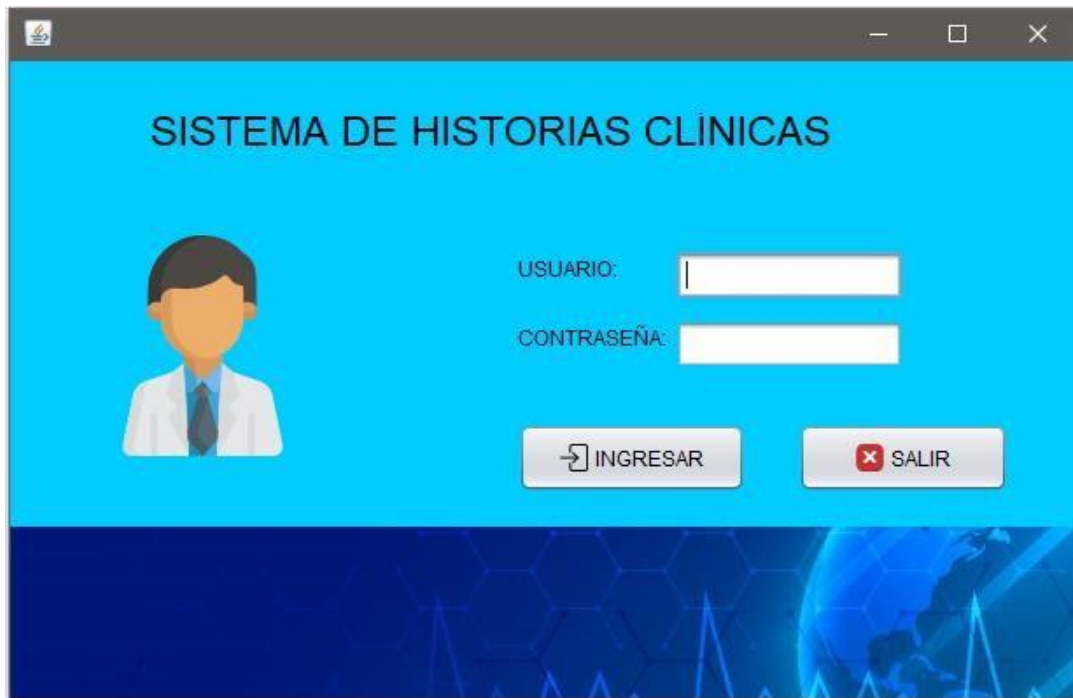 SISTEMA DE HISTORIAS CLÍNICAS
USUARIO:
CONTRASEÑA:
INGRESAR
SALIR